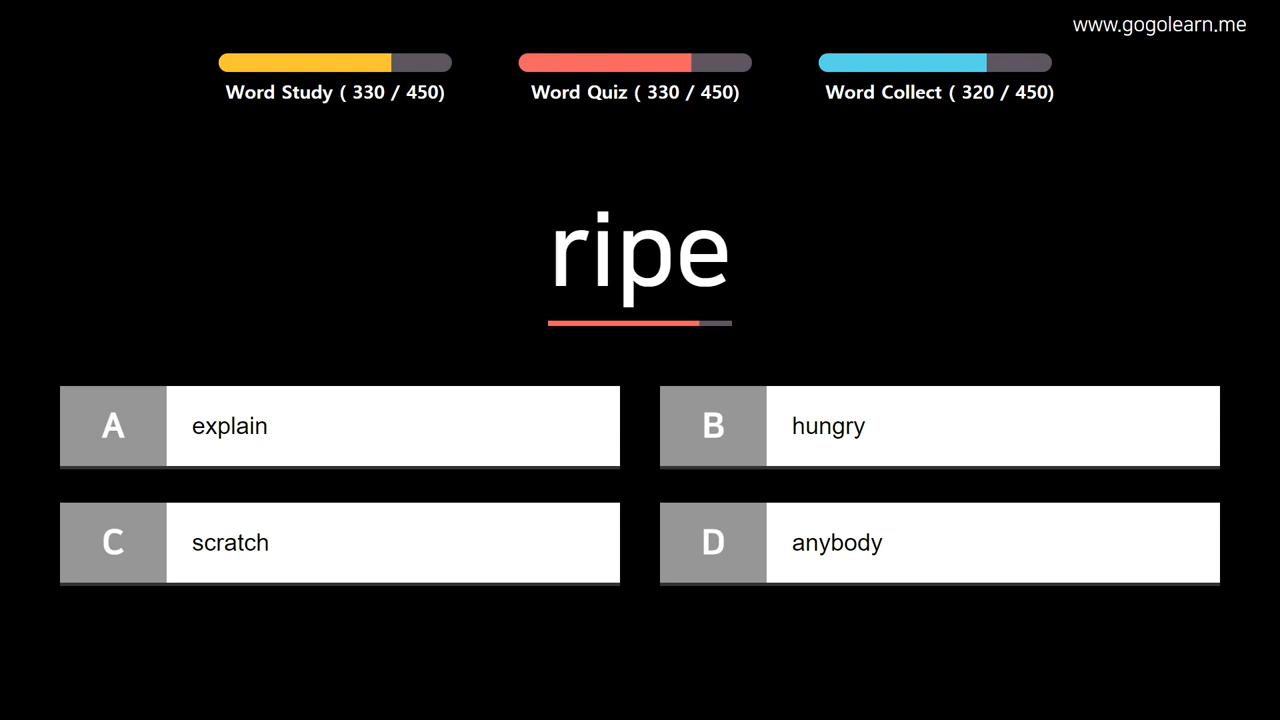 www.gogolearn.me
Word Study ( 330 / 450)
Word Quiz ( 330 / 450)
Word Collect ( 320 / 450)
ripe
A explain
B hungry
C scratch
D anybody